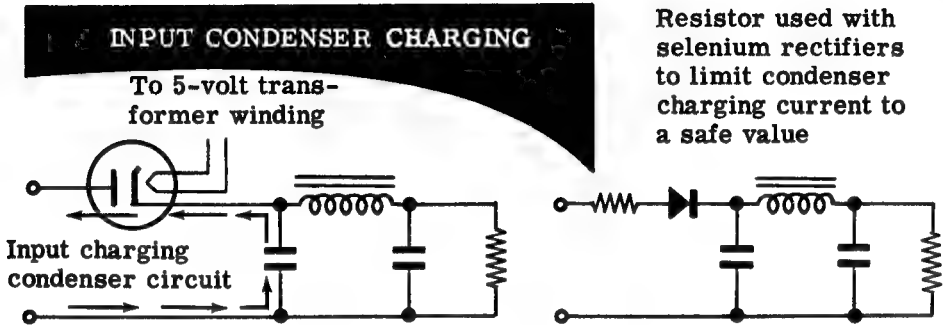 INPUT CONDENSER CHARGING
To 5-volt trans-
former winding
Input charging
condenser circuit
Resistor used with
selenium rectifiers
to limit condenser
charging current to
a safe value